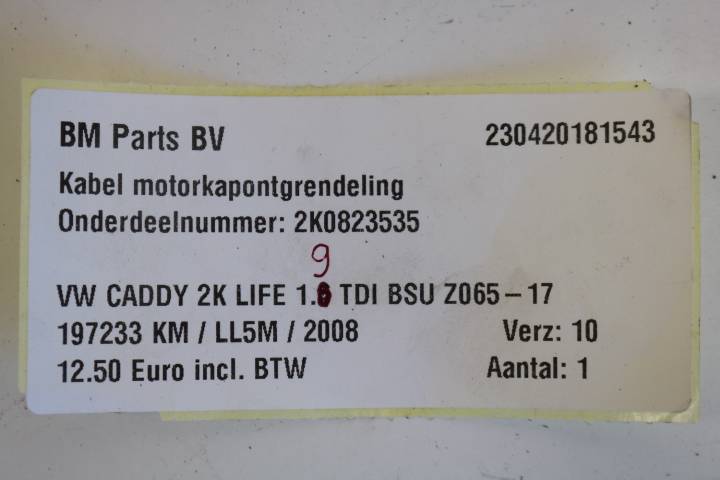 BM Parts BV 230420181543
Kabel motorkapontgrendeling
Onderdeelnummer: 2K0823535
9
VW CADDY 2K LIFE 1.6 TDI BSU Z065-17
197233 KM / LL5M / 2008 Verz: 10
12.50 Euro incl. BTW Aantal: 1